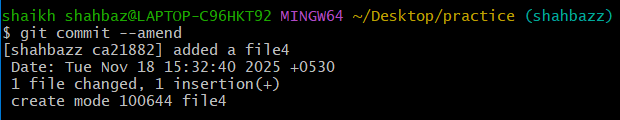 shaikh shahbaz@LAPTOP-C96HKT92 MINGW64 ~/Desktop/practice (shahbazz)
$ git commit --amend
[shahbazz ca21882] added a file4
 Date: Tue Nov 18 15:32:40 2025 +0530
 1 file changed, 1 insertion(+)
 create mode 100644 file4